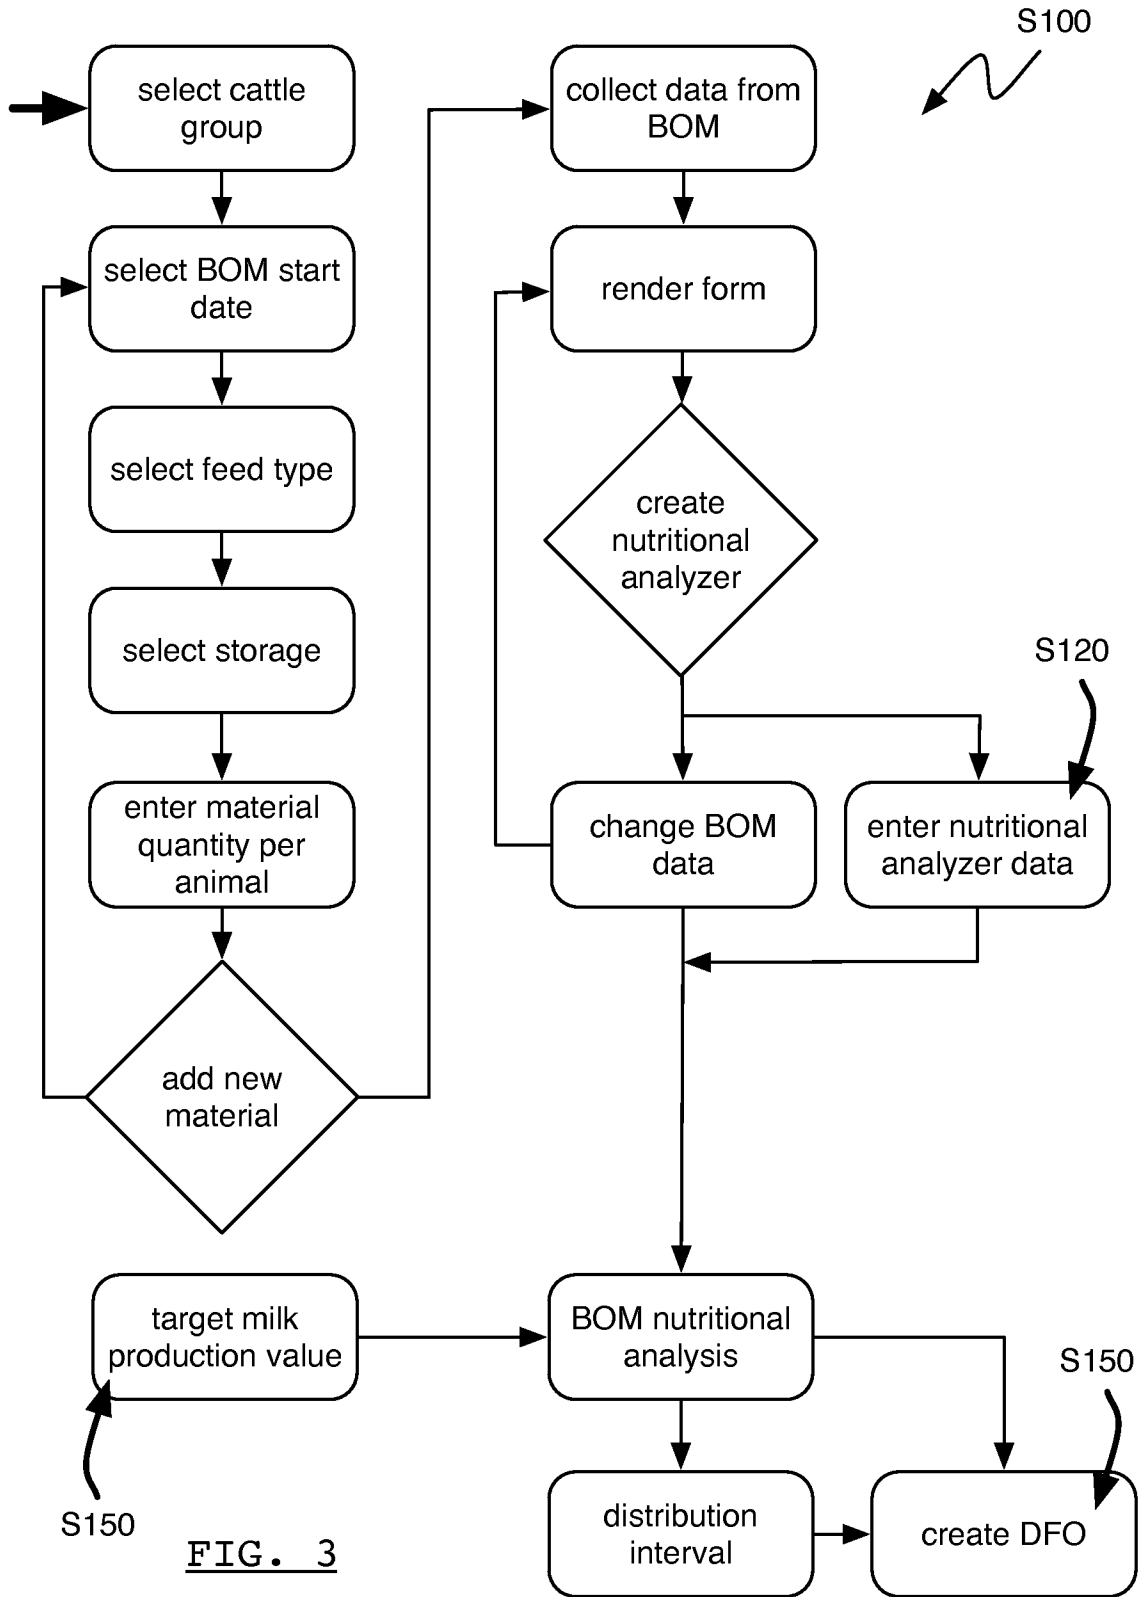 S100
select cattle
group
select BOM start
date
select feed type
select storage
enter material
quantity per
animal
add new
material
collect data from
BOM
render form
create
nutritional
analyzer
S120
change BOM
data
enter nutritional
analyzer data
target milk
production value
S150
BOM nutritional
analysis
S150
distribution
interval
create DFO
FIG. 3